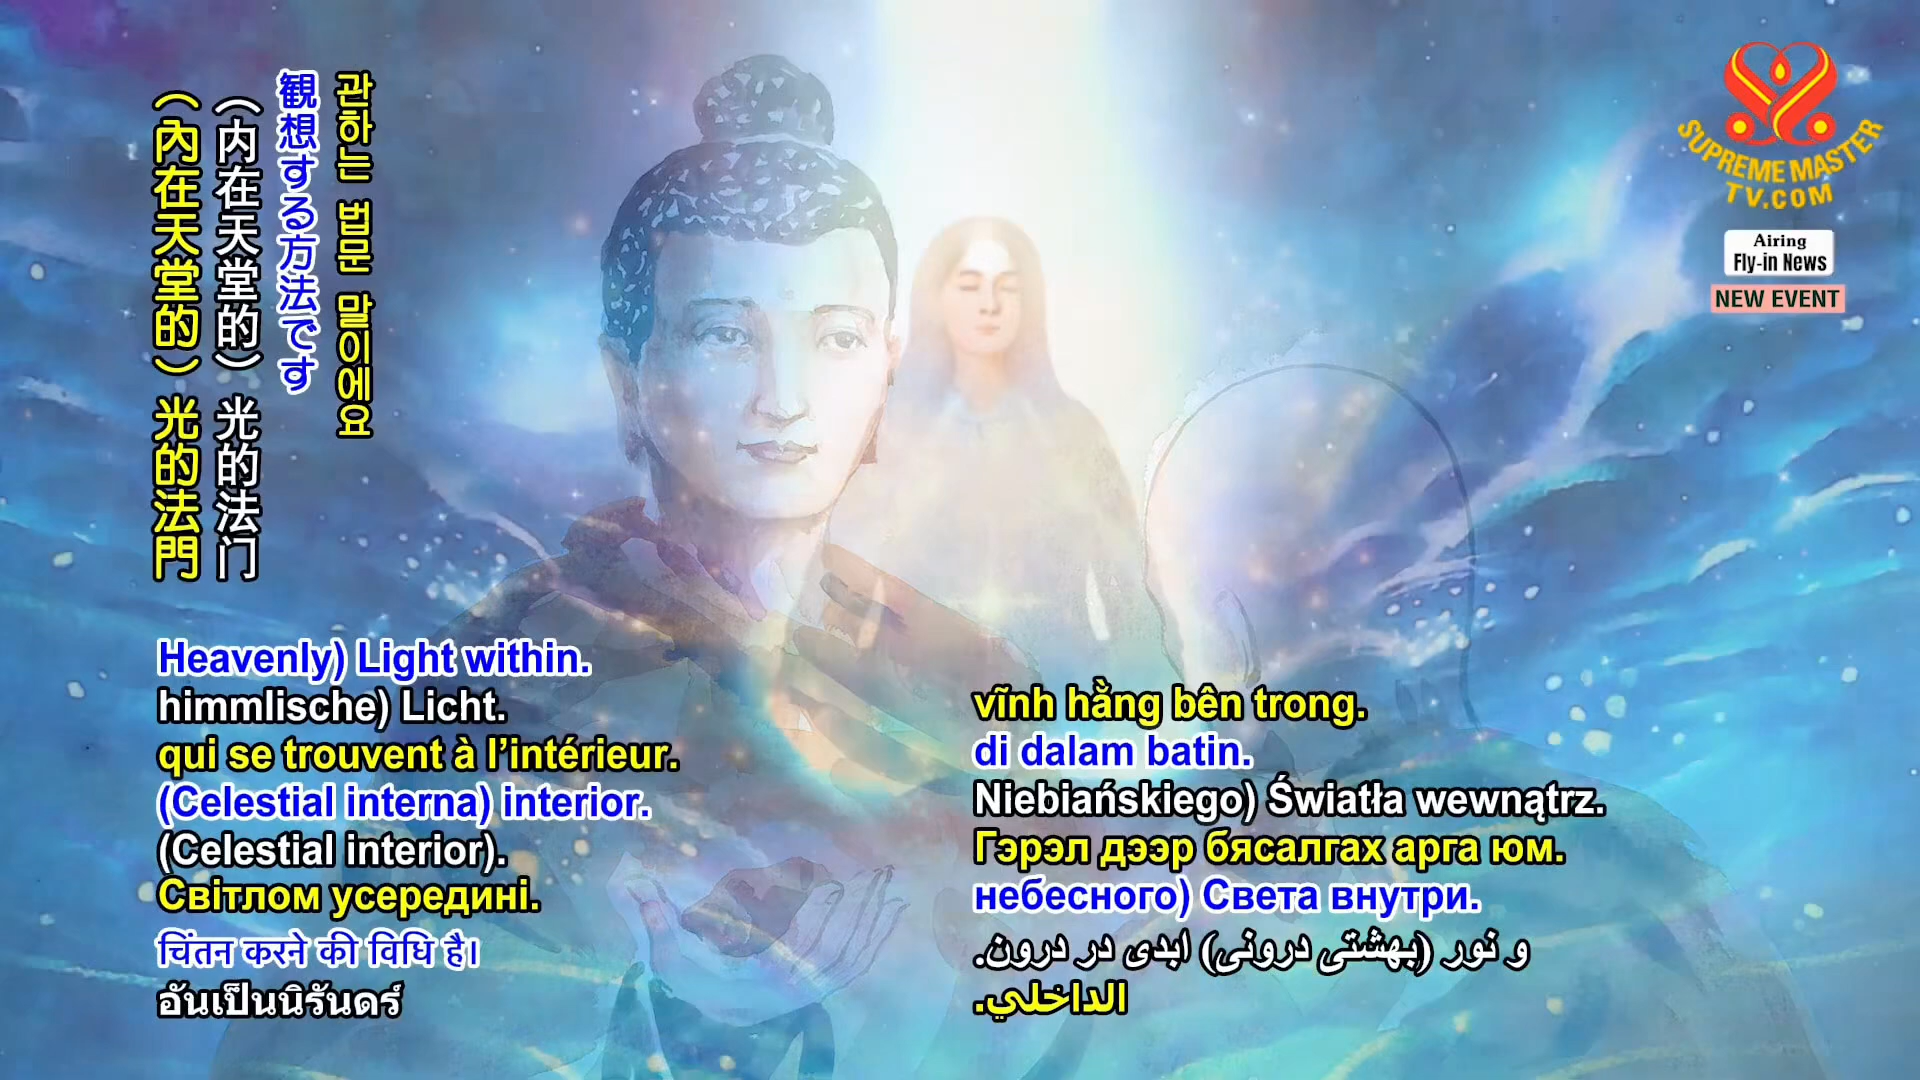 관하는 법문 말이에요
観想する方法です
（内在天堂的）光的法门
（內在天堂的）光的法門
SUPREME MASTER
TV.COM
Airing
Fly-in News
NEW EVENT
Heavenly) Light within.
himmlische) Licht.
qui se trouvent à l’intérieur.
(Celestial interna) interior.
(Celestial interior).
Світлом усередині.
चिंतन करने की विधि है।
อันเป็นนิรันดร์
vĩnh hằng bên trong.
di dalam batin.
Niebiańskiego) Światła wewnątrz.
Гэрэл дээр бясалгах арга юм.
небесного) Света внутри.
و نور (بهشتی درونی) ابدی در درون.
الداخلي.